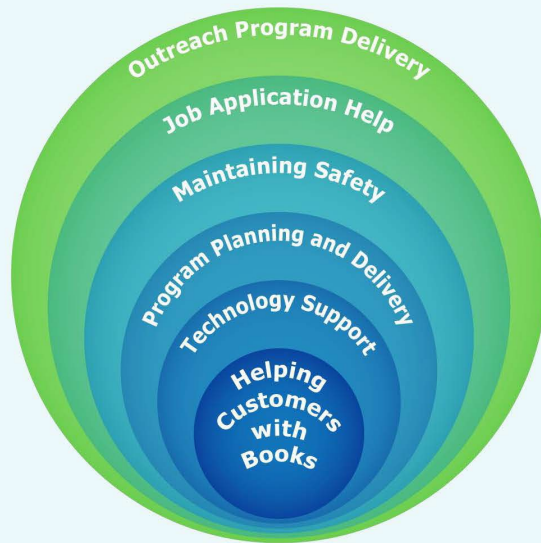 Outreach Program Delivery
Job Application Help
Maintaining Safety
Program Planning and Delivery
Technology Support
Helping
Customers
with
Books